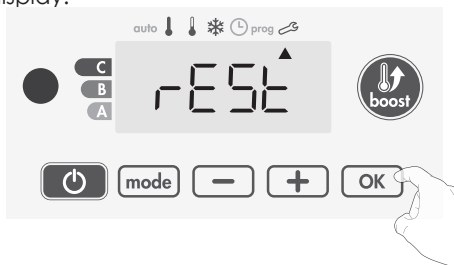 display:
auto prog
C
B
A
rESt
boost
mode − + OK